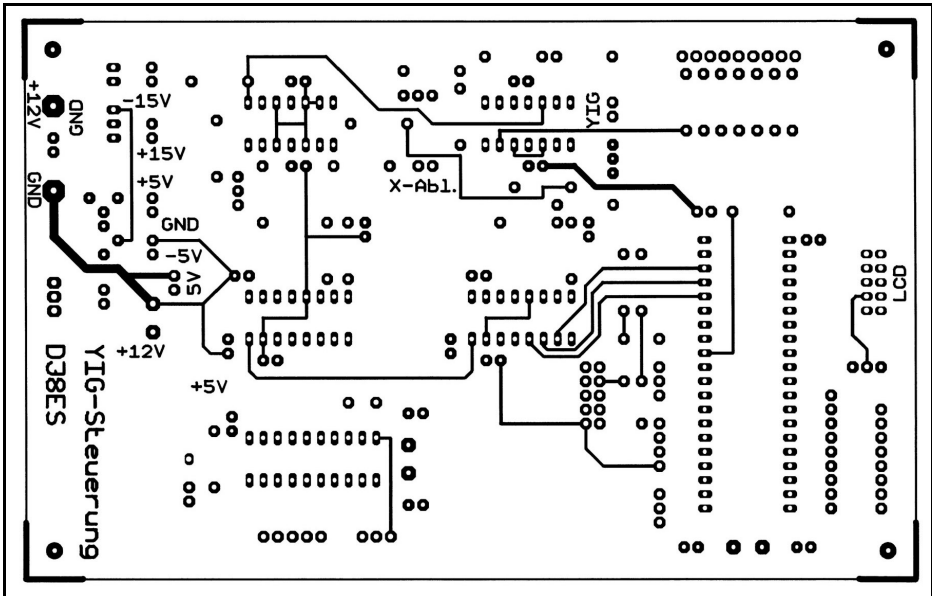 +12V
GND
-15V
+15V
+5V
GND
GND
-5V
5V
+12V
+5V
X-Abl.
YIG
LCD
YIG-Steuerung
DJ8ES